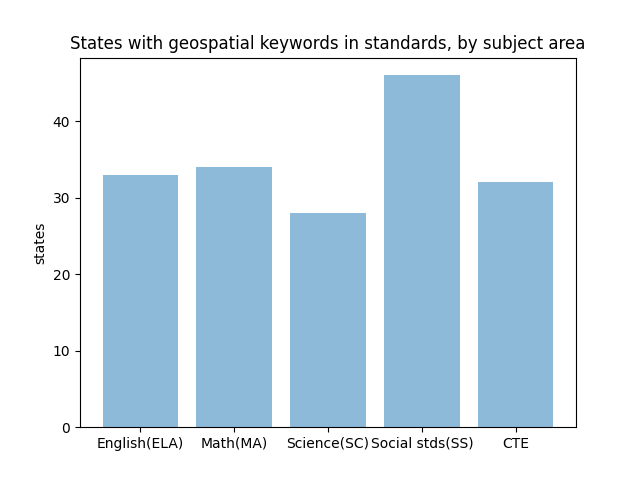 States with geospatial keywords in standards, by subject area
40
30
20
10
0
states
English(ELA) Math(MA) Science(SC) Social stds(SS) CTE